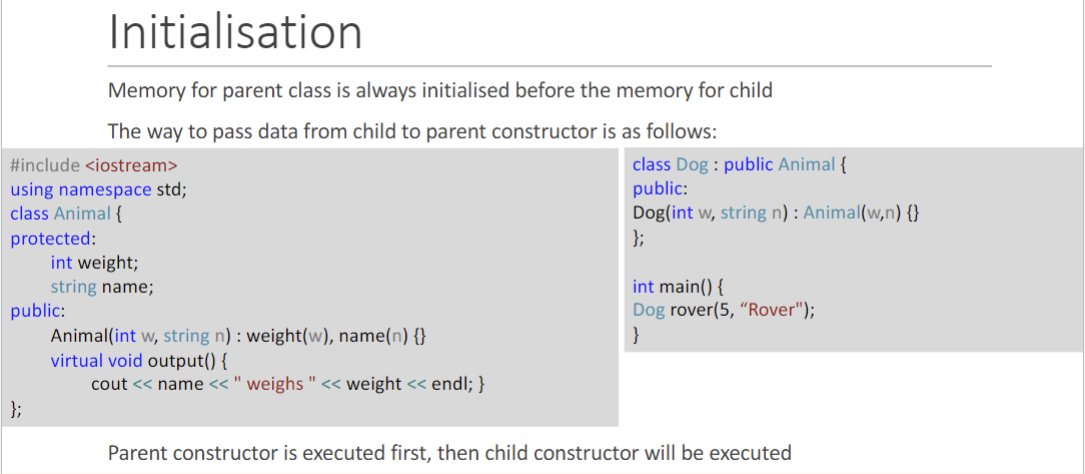 Initialisation
Memory for parent class is always initialised before the memory for child
The way to pass data from child to parent constructor is as follows:
#include <iostream>
using namespace std;
class Animal {
protected:
int weight;
string name;
public:
Animal(int w, string n) : weight(w), name(n) {}
virtual void output() {
cout << name << " weighs " << weight << endl; }
};
class Dog : public Animal {
public:
Dog(int w, string n) : Animal(w,n) {}
};
int main() {
Dog rover(5, “Rover");
}
Parent constructor is executed first, then child constructor will be executed